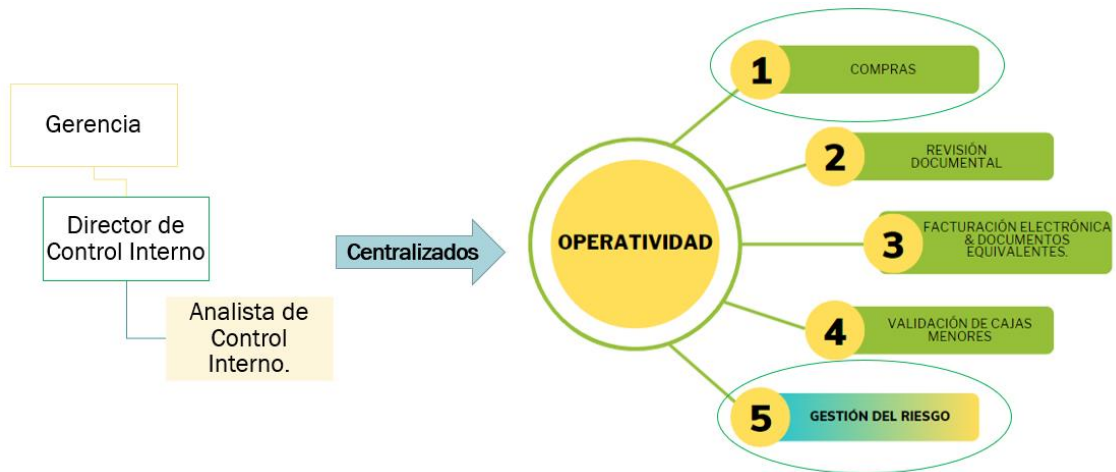 Gerencia
Director de
Control Interno
Analista de
Control
Interno.
Centralizados
OPERATIVIDAD
1
COMPRAS
2
REVISIÓN
DOCUMENTAL
3
FACTURACIÓN ELECTRÓNICA
& DOCUMENTOS
EQUIVALENTES.
4
VALIDACIÓN DE CAJAS
MENORES
5
GESTIÓN DEL RIESGO